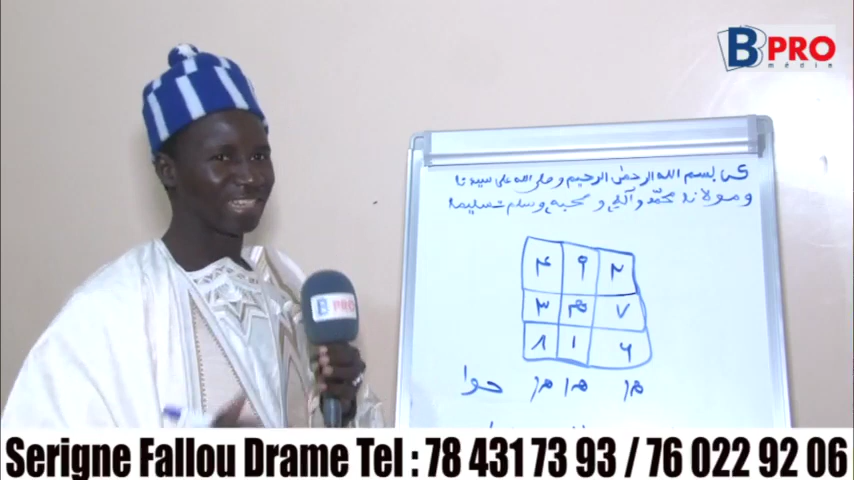 BPRO
média
كـ بسم الله الرحمن الرحيم وصلى الله على سيدنا
ومولانا محمد وآله وصحبه وسلم تسليما
٤ ٩ ٢
٣ ٥ ٧
٨ ١ ٦
حوا
BPRO
Serigne Fallou Drame Tel : 78 431 73 93 / 76 022 92 06